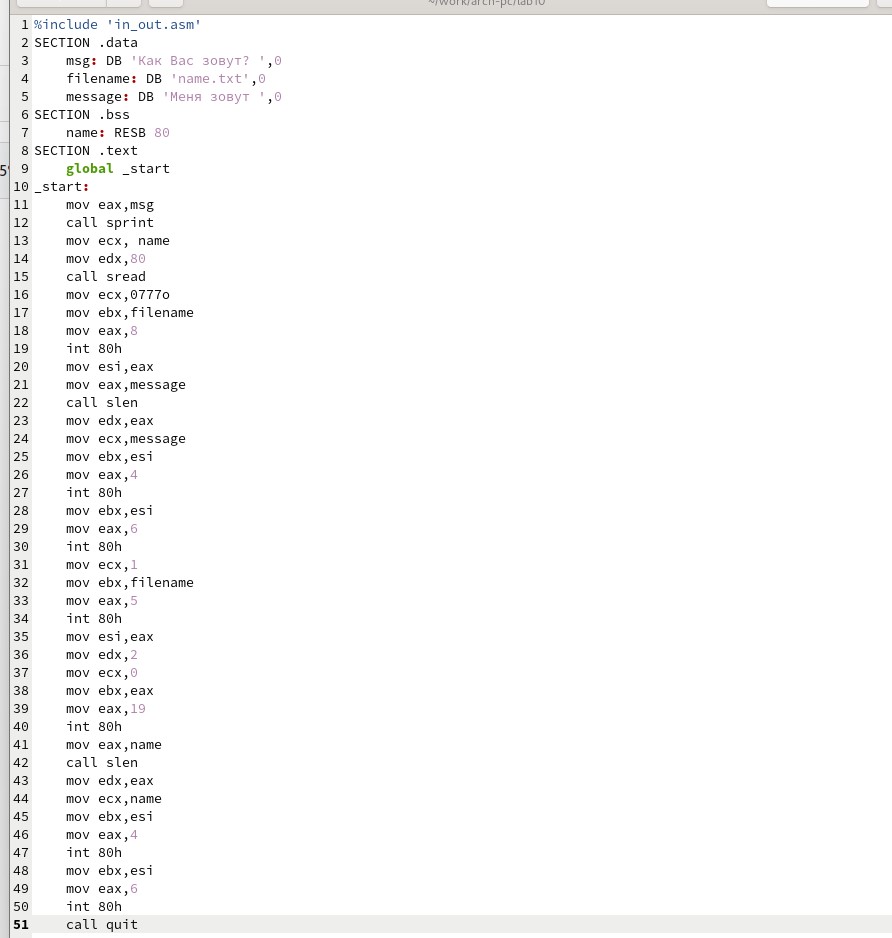 ~/work/arch-pc/lab10
1 %include 'in_out.asm'
2 SECTION .data
3     msg: DB 'Как Вас зовут? ',0
4     filename: DB 'name.txt',0
5     message: DB 'Меня зовут ',0
6 SECTION .bss
7     name: RESB 80
8 SECTION .text
9     global _start
10 _start:
11     mov eax,msg
12     call sprint
13     mov ecx, name
14     mov edx,80
15     call sread
16     mov ecx,0777o
17     mov ebx,filename
18     mov eax,8
19     int 80h
20     mov esi,eax
21     mov eax,message
22     call slen
23     mov edx,eax
24     mov ecx,message
25     mov ebx,esi
26     mov eax,4
27     int 80h
28     mov ebx,esi
29     mov eax,6
30     int 80h
31     mov ecx,1
32     mov ebx,filename
33     mov eax,5
34     int 80h
35     mov esi,eax
36     mov edx,2
37     mov ecx,0
38     mov ebx,eax
39     mov eax,19
40     int 80h
41     mov eax,name
42     call slen
43     mov edx,eax
44     mov ecx,name
45     mov ebx,esi
46     mov eax,4
47     int 80h
48     mov ebx,esi
49     mov eax,6
50     int 80h
51     call quit